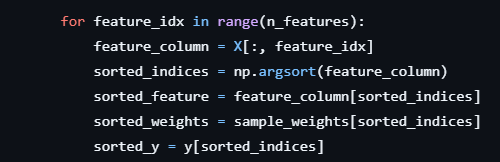 for feature_idx in range(n_features):
    feature_column = X[:, feature_idx]
    sorted_indices = np.argsort(feature_column)
    sorted_feature = feature_column[sorted_indices]
    sorted_weights = sample_weights[sorted_indices]
    sorted_y = y[sorted_indices]